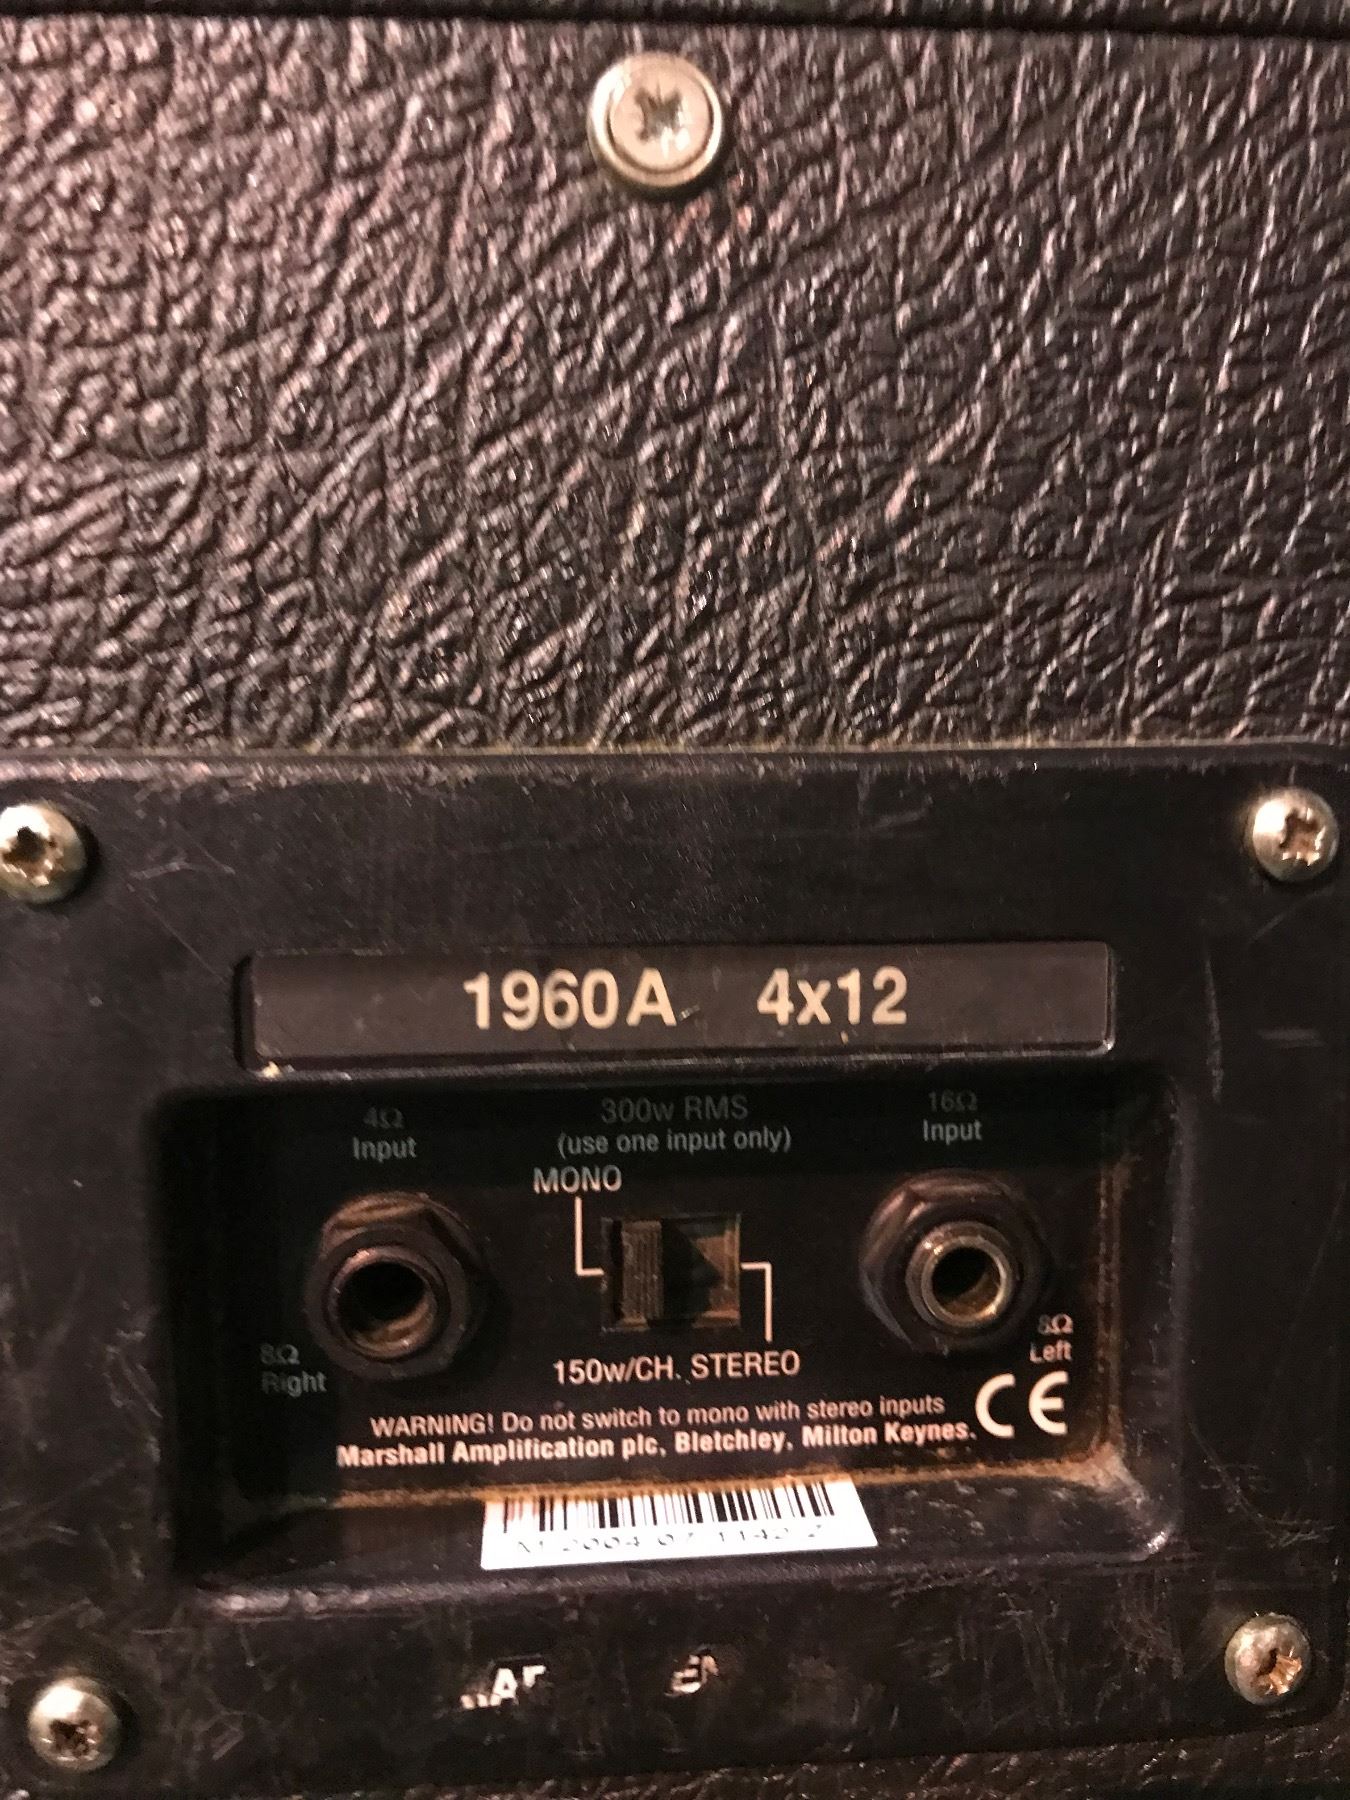 1960A 4x12
4Ω
Input
300w RMS
(use one input only)
16Ω
Input
MONO
8Ω
Right
8Ω
Left
150w/CH. STEREO
WARNING! Do not switch to mono with stereo inputs
Marshall Amplification plc, Bletchley, Milton Keynes.
CE